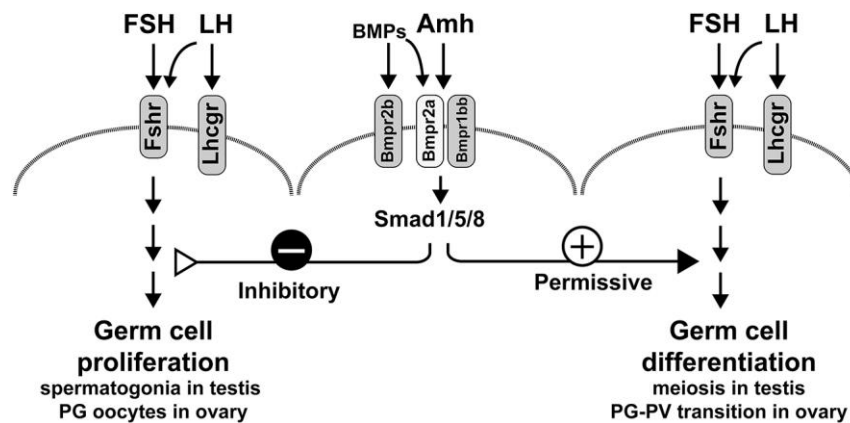 FSH LH
BMPs Amh
FSH LH
Fshr
Lhcgr
Bmpr2b
Bmpr2a
Bmpr1bb
Fshr
Lhcgr
Smad1/5/8
−
+
Inhibitory
Permissive
Germ cell
proliferation
spermatogonia in testis
PG oocytes in ovary
Germ cell
differentiation
meiosis in testis
PG-PV transition in ovary